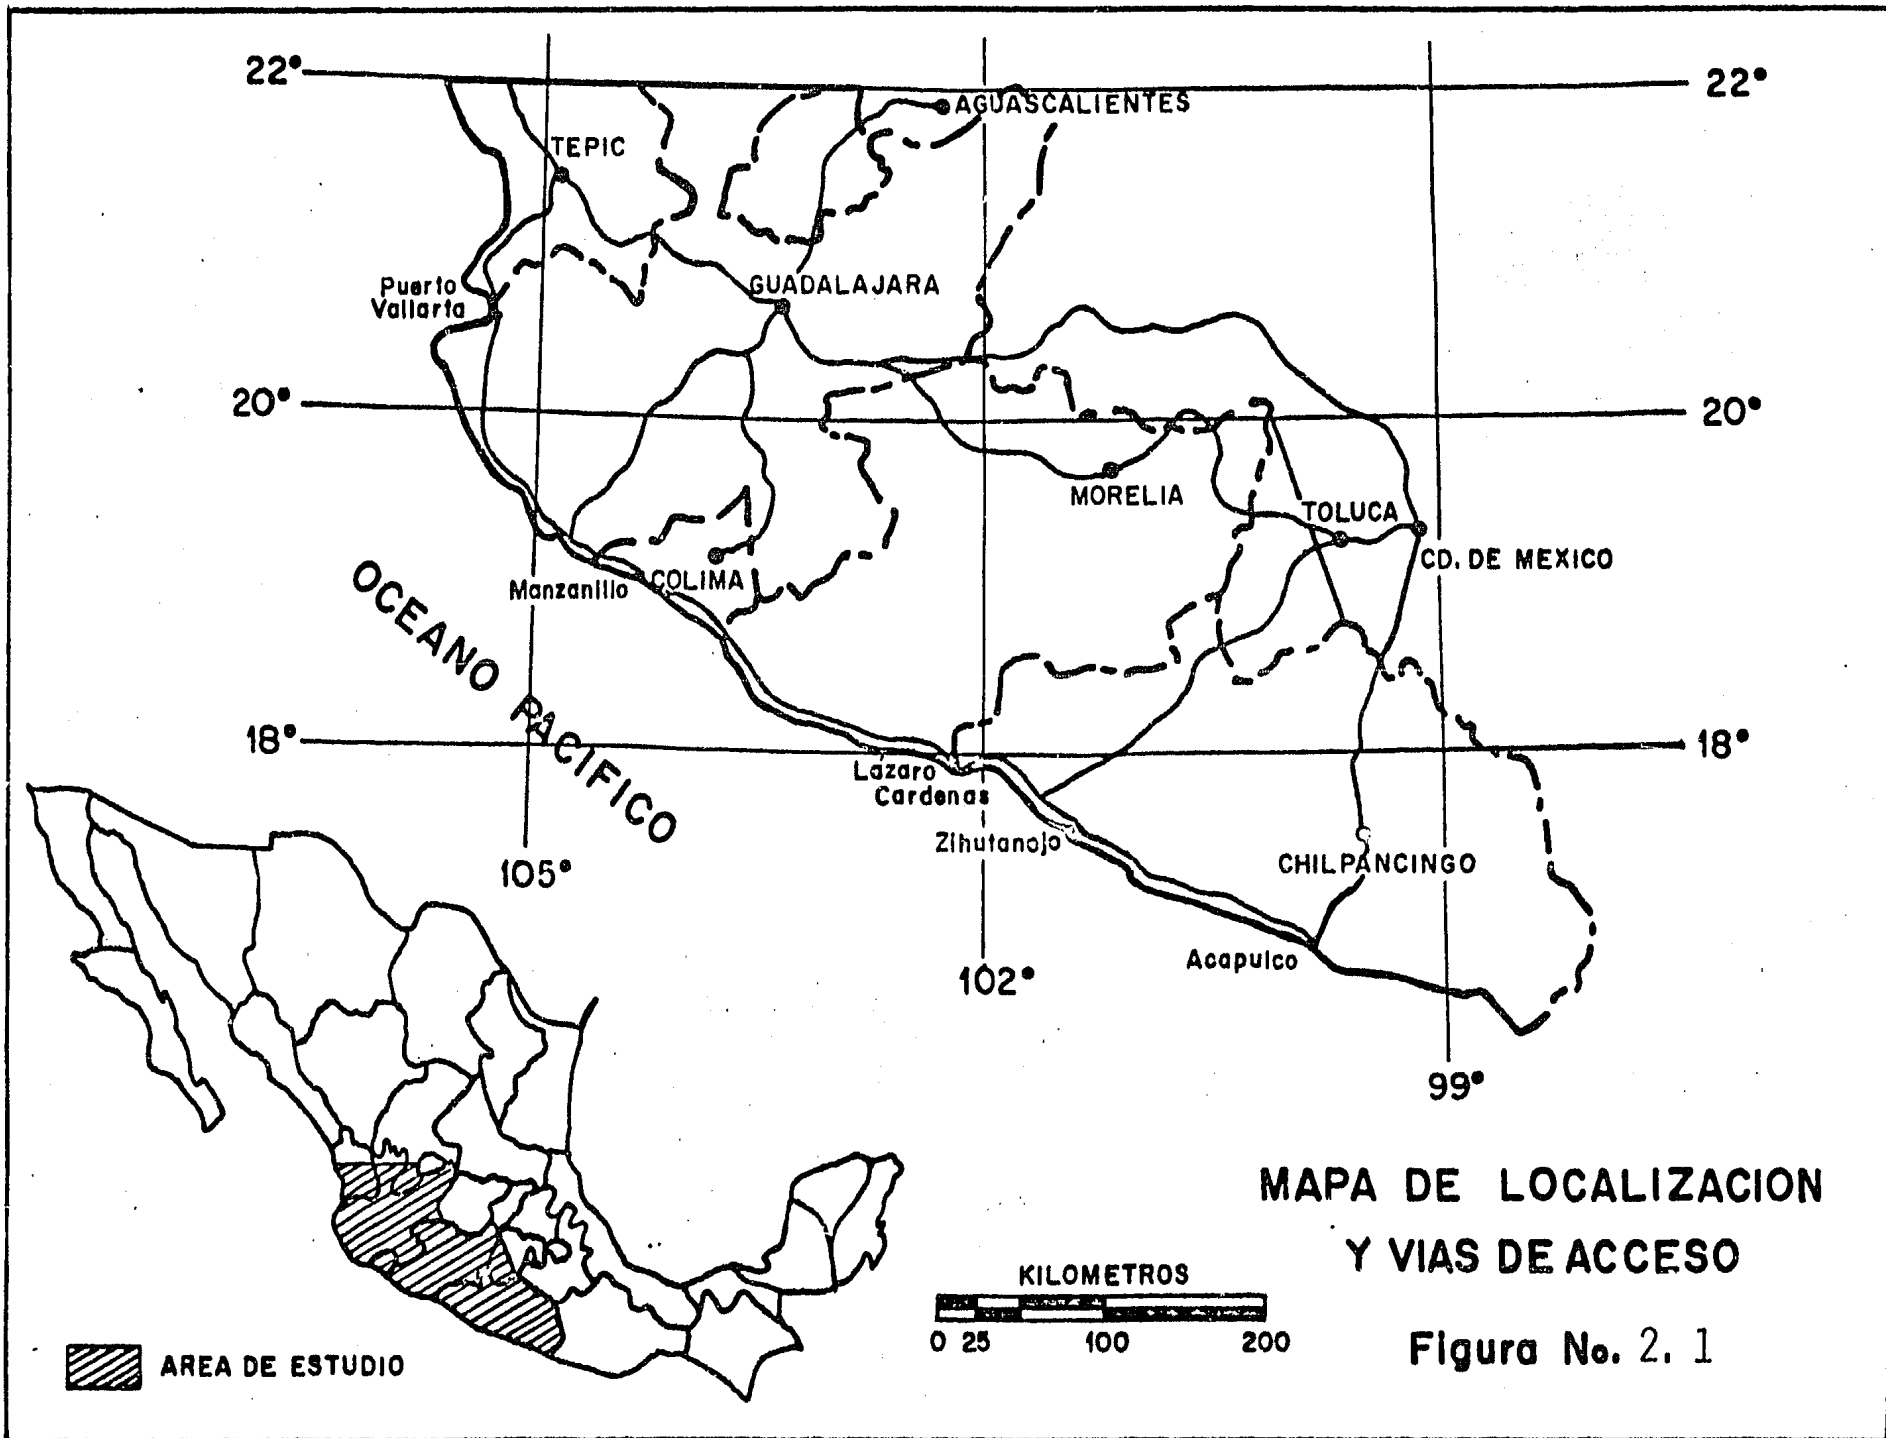 22° 22°
AGUASCALIENTES
TEPIC
GUADALAJARA
Puerto
Vallarta
20° 20°
MORELIA
TOLUCA
CD. DE MEXICO
COLIMA
Manzanillo
OCEANO PACIFICO
18° 18°
Lazaro
Cardenas
Zihutanojo
CHILPANCINGO
105°
Acapulco
102°
99°
MAPA DE LOCALIZACION
Y VIAS DE ACCESO
KILOMETROS
0 25 100 200
Figura No. 2.1
AREA DE ESTUDIO